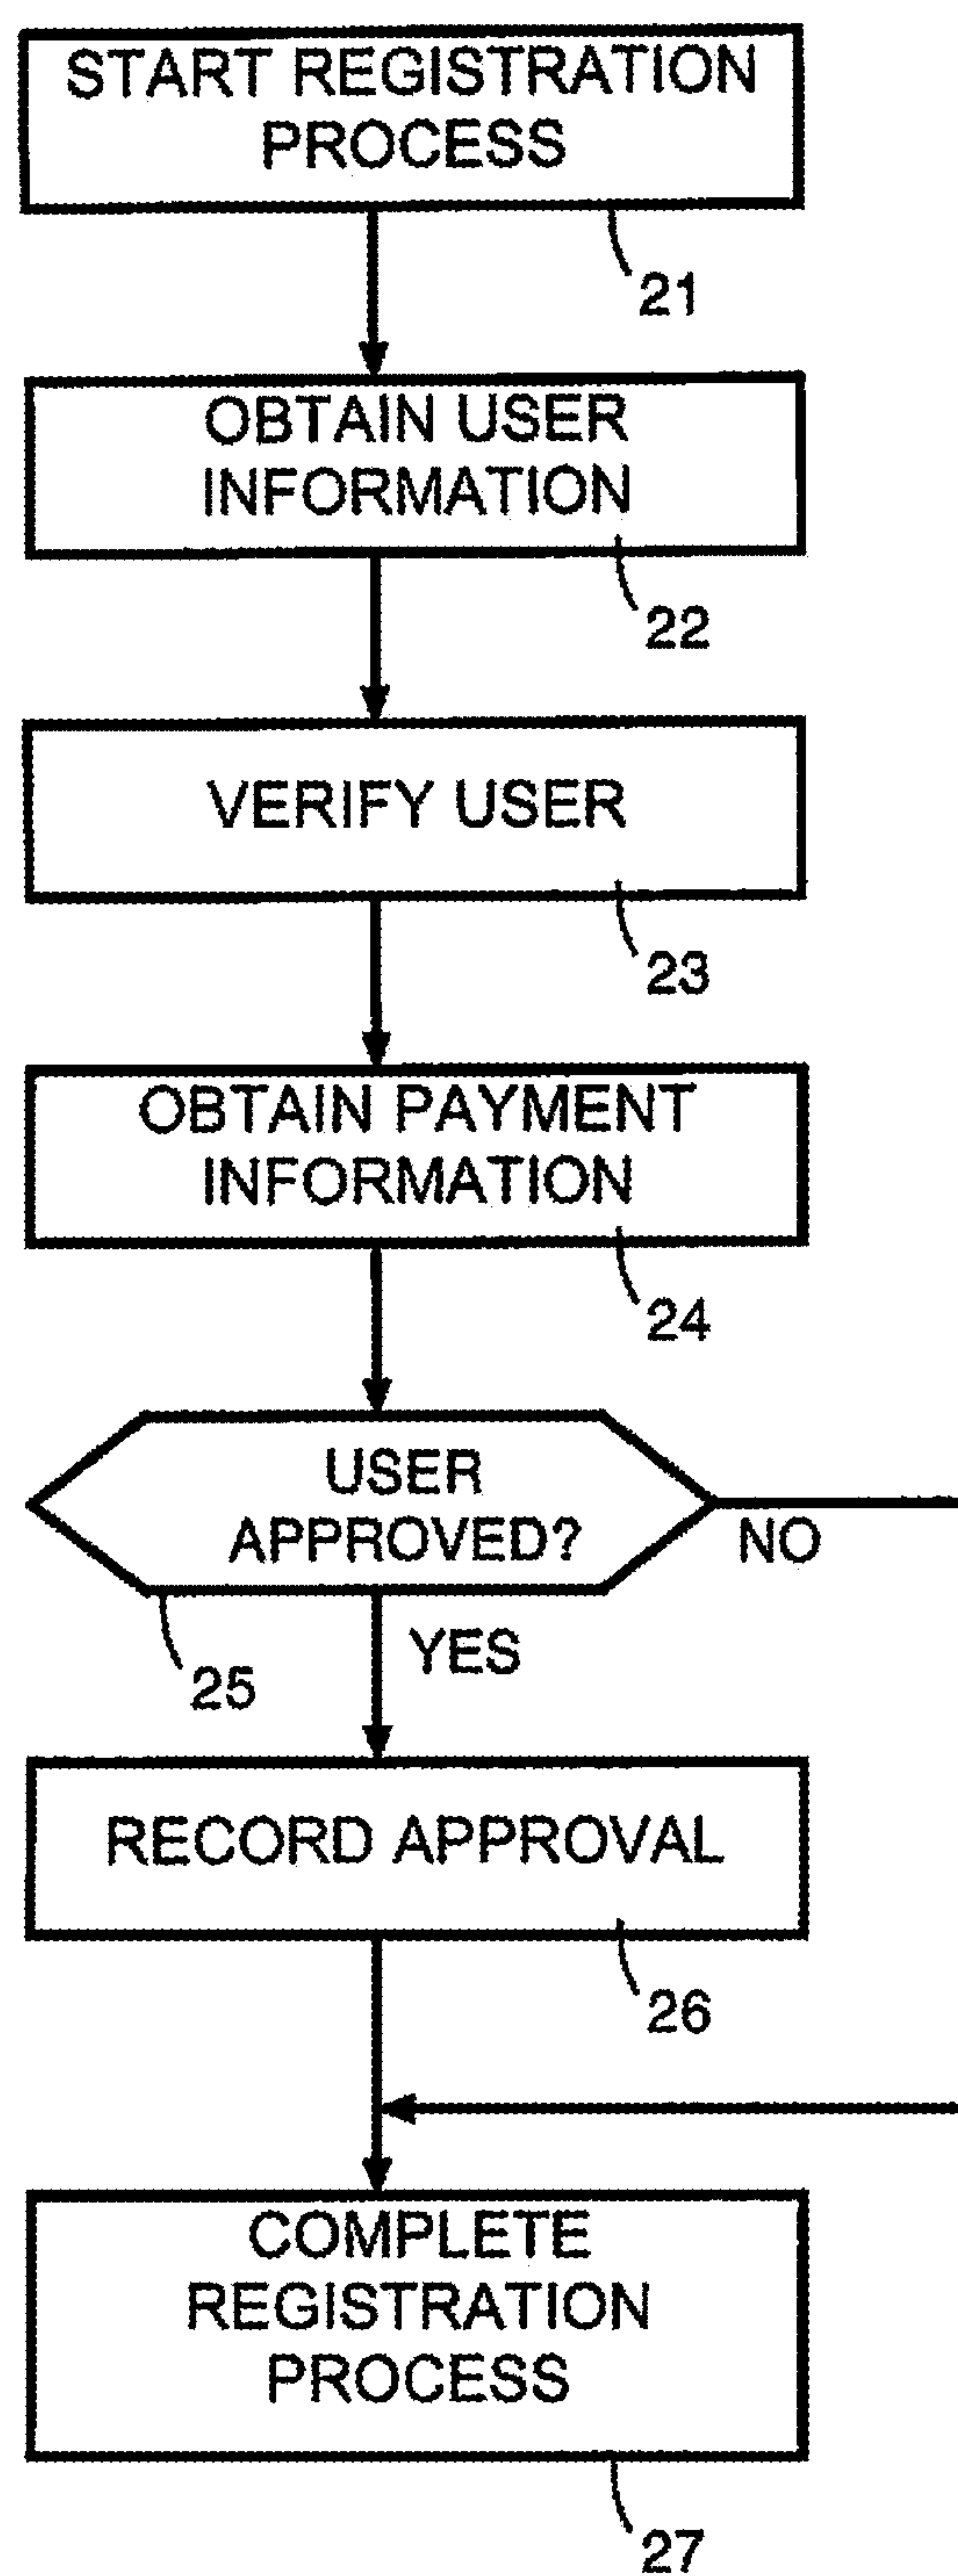 START REGISTRATION
PROCESS
21
OBTAIN USER
INFORMATION
22
VERIFY USER
23
OBTAIN PAYMENT
INFORMATION
24
USER
APPROVED?
NO
YES
25
RECORD APPROVAL
26
COMPLETE
REGISTRATION
PROCESS
27